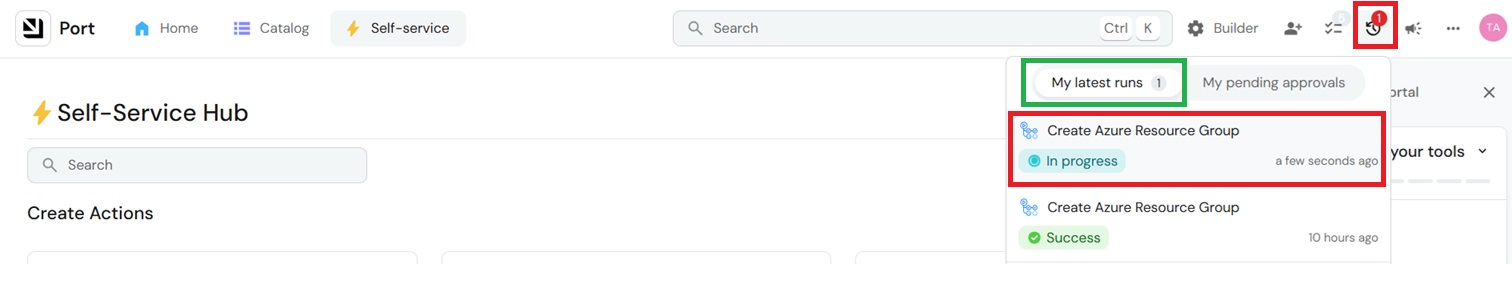 Port Home Catalog Self-service Search Ctrl K Builder 1 TA
My latest runs 1 My pending approvals ortal
Self-Service Hub
Create Azure Resource Group
In progress a few seconds ago
your tools
Search
Create Azure Resource Group
Create Actions
Success 10 hours ago